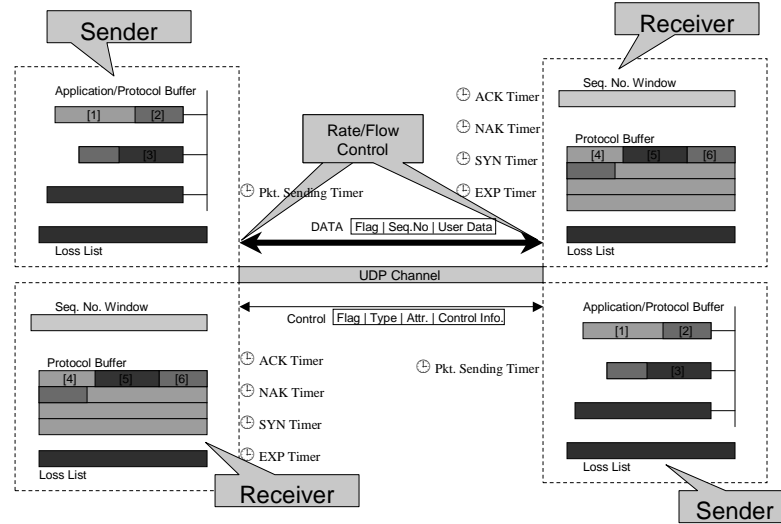 Sender
Receiver
Application/Protocol Buffer
[1] [2]
[3]
Loss List
Pkt. Sending Timer
Rate/Flow
Control
ACK Timer
NAK Timer
SYN Timer
EXP Timer
Seq. No. Window
Protocol Buffer
[4] [5] [6]
Loss List
DATA Flag | Seq.No | User Data
UDP Channel
Control Flag | Type | Attr. | Control Info.
Seq. No. Window
Protocol Buffer
[4] [5] [6]
Loss List
ACK Timer
NAK Timer
SYN Timer
EXP Timer
Receiver
Pkt. Sending Timer
Application/Protocol Buffer
[1] [2]
[3]
Loss List
Sender